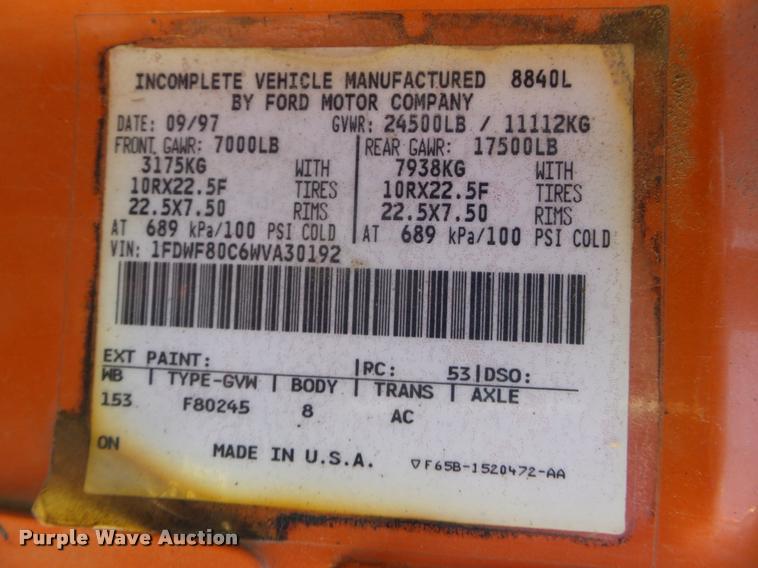 INCOMPLETE VEHICLE MANUFACTURED 8840L
BY FORD MOTOR COMPANY
DATE: 09/97 GVWR: 24500LB / 11112KG
FRONT GAWR: 7000LB REAR GAWR: 17500LB
3175KG WITH 7938KG WITH
10RX22.5F TIRES 10RX22.5F TIRES
22.5X7.50 RIMS 22.5X7.50 RIMS
AT 689 kPa/100 PSI COLD AT 689 kPa/100 PSI COLD
VIN: 1FDWF80C6WVA30192
EXT PAINT: |RC: 53|DSO:
WB | TYPE-GVW | BODY | TRANS | AXLE
153 F80245 8 AC
ON MADE IN U.S.A. ▽F65B-1520472-AA
Purple Wave Auction Purple Wave Auction